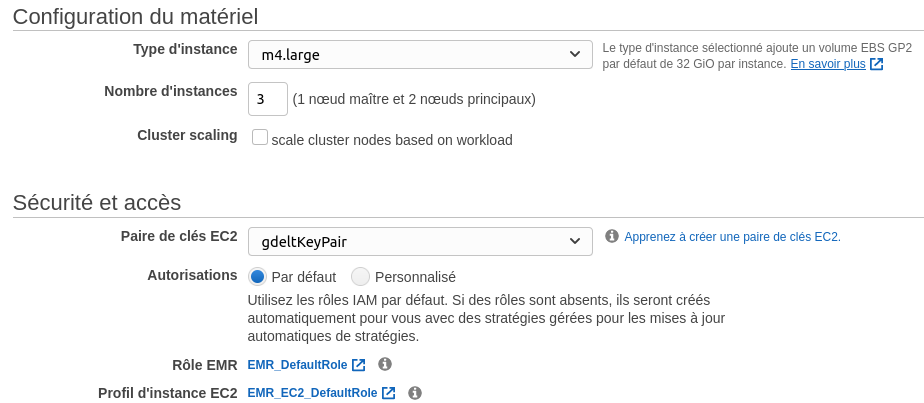 Configuration du matériel
Type d'instance
m4.large
Le type d'instance sélectionné ajoute un volume EBS GP2
par défaut de 32 GiO par instance. En savoir plus
Nombre d'instances
3 (1 nœud maître et 2 nœuds principaux)
Cluster scaling
scale cluster nodes based on workload
Sécurité et accès
Paire de clés EC2
gdeltKeyPair
Apprenez à créer une paire de clés EC2.
Autorisations
Par défaut
Personnalisé
Utilisez les rôles IAM par défaut. Si des rôles sont absents, ils seront créés
automatiquement pour vous avec des stratégies gérées pour les mises à jour
automatiques de stratégies.
Rôle EMR
EMR_DefaultRole
Profil d'instance EC2
EMR_EC2_DefaultRole